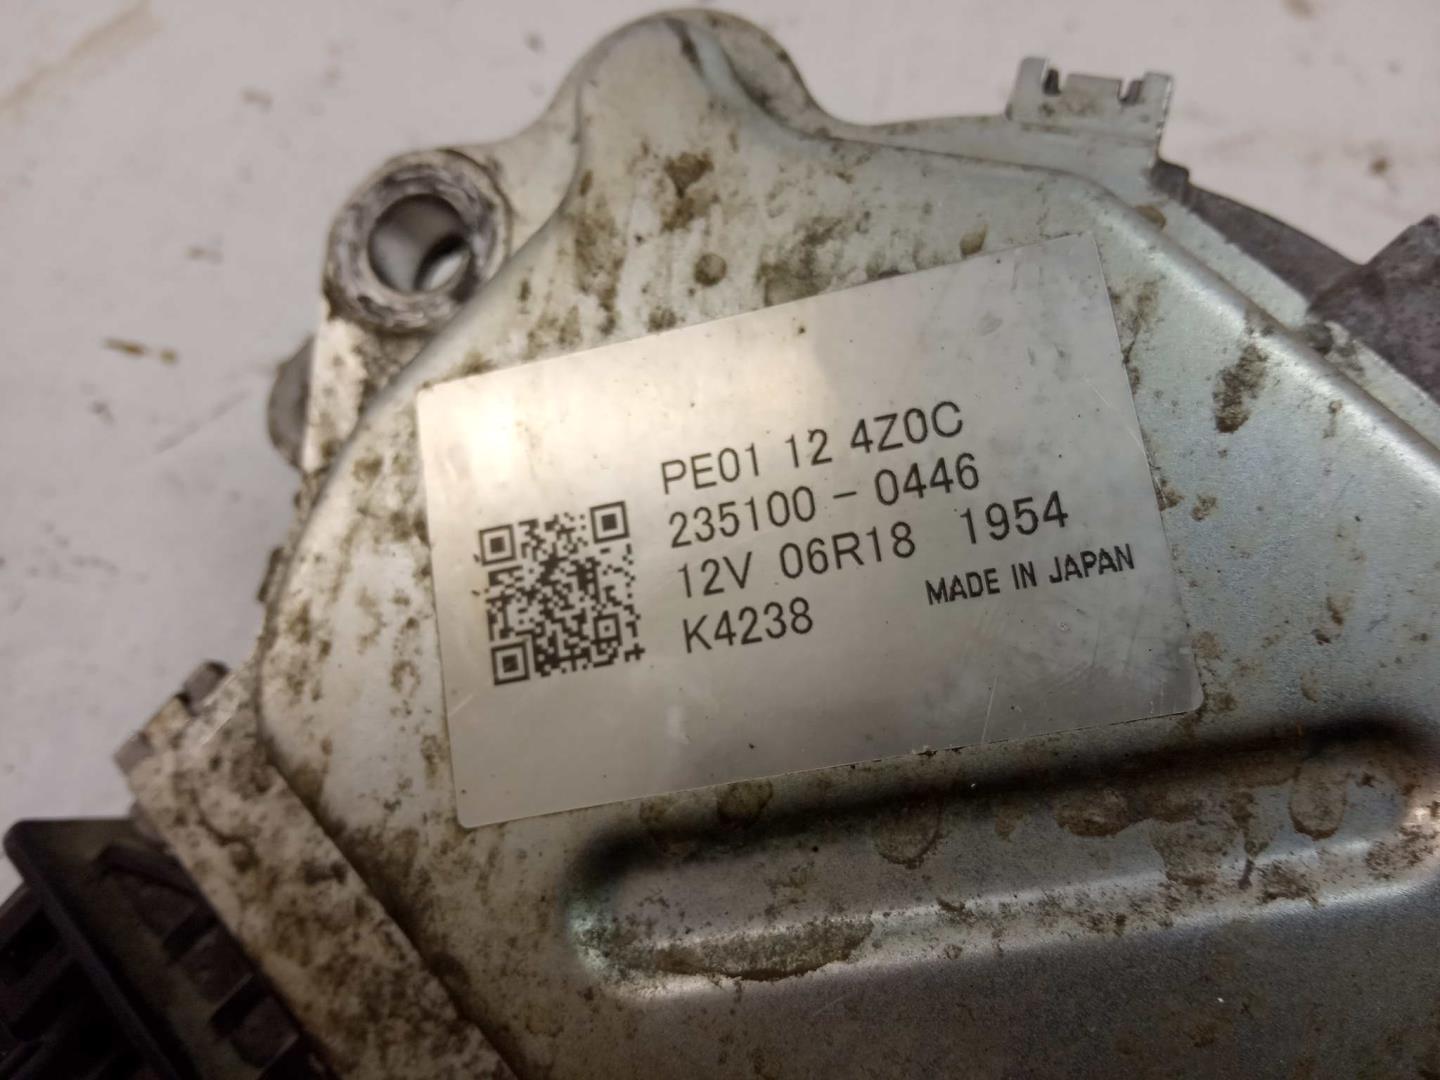 PE01 12 4Z0C
235100 - 0446
12V 06R18 1954
K4238 MADE IN JAPAN